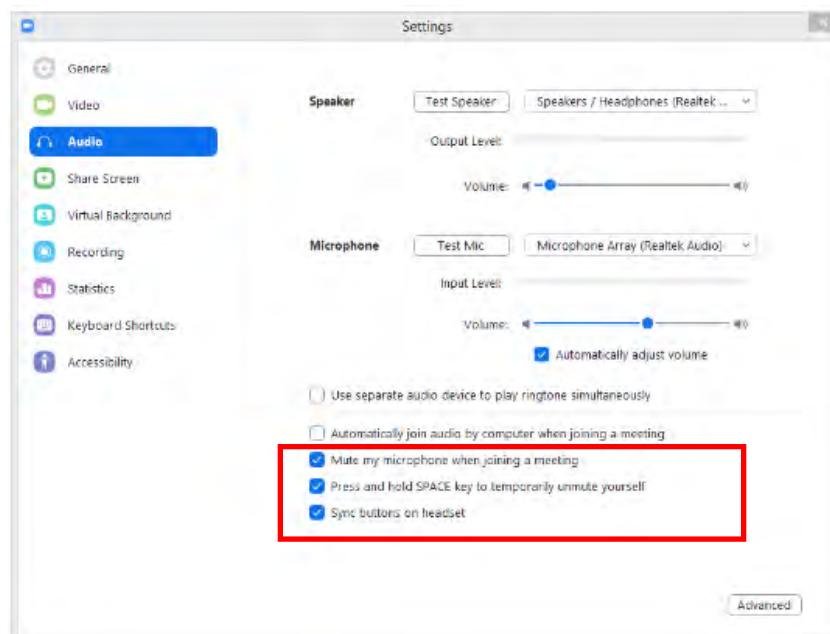 Settings
General
Video
Audio
Share Screen
Virtual Background
Recording
Statistics
Keyboard Shortcuts
Accessibility
Speaker
Test Speaker
Speakers / Headphones (Realtek ...
Output Level:
Volume:
Microphone
Test Mic
Microphone Array (Realtek Audio)
Input Level:
Volume:
Automatically adjust volume
Use separate audio device to play ringtone simultaneously
Automatically join audio by computer when joining a meeting
Mute my microphone when joining a meeting
Press and hold SPACE key to temporarily unmute yourself
Sync buttons on headset
Advanced